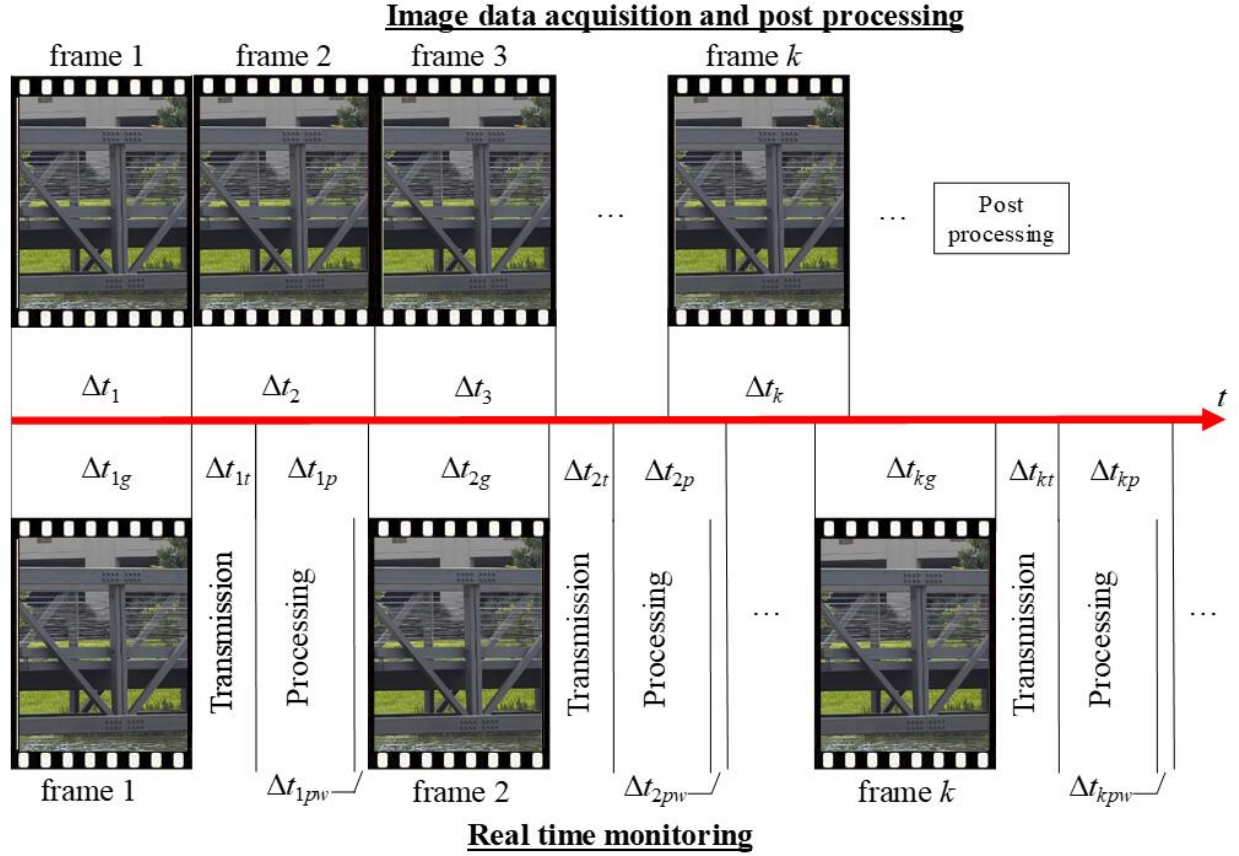 Image data acquisition and post processing
frame 1 frame 2 frame 3 frame k
… … Post
processing
Δt1 Δt2 Δt3 Δtk
t
Δt1g Δt1t Δt1p Δt2g Δt2t Δt2p Δtkg Δtkt Δtkp
Transmission
Processing
Transmission
Processing
…
Transmission
Processing
…
frame 1 Δt1pw frame 2 Δt2pw frame k Δtkpw
Real time monitoring